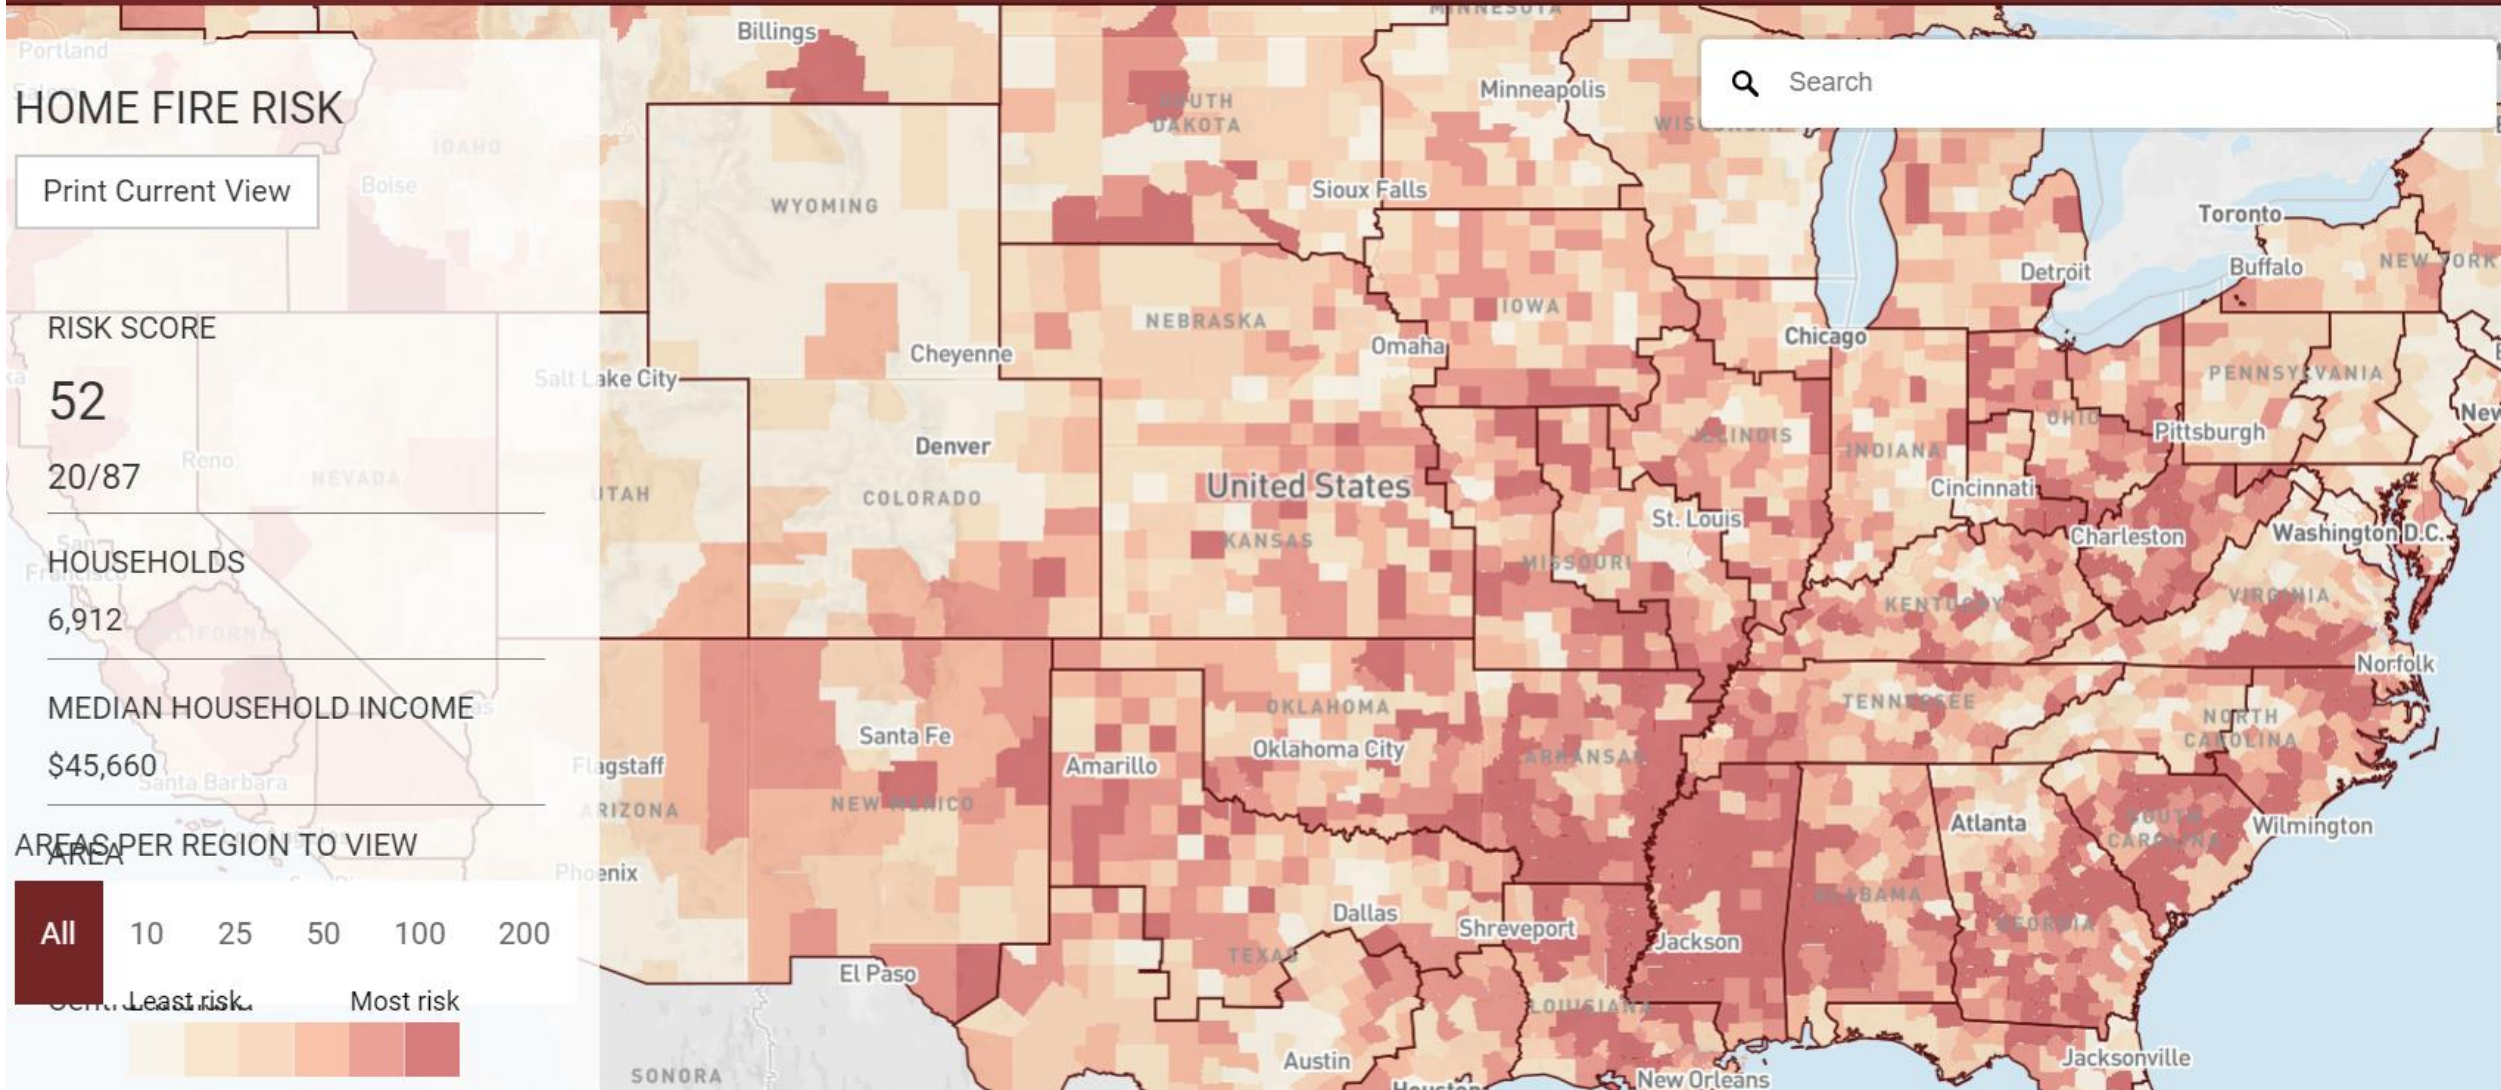 HOME FIRE RISK
Print Current View
RISK SCORE
52
20/87
HOUSEHOLDS
6,912
MEDIAN HOUSEHOLD INCOME
$45,660
AREA
AREAS PER REGION TO VIEW
All 10 25 50 100 200
Least risk Most risk
Search
Portland
IDAHO
Boise
Reno
NEVADA
San
Francisco
Santa Barbara
Billings
MINNESOTA
Minneapolis
SOUTH
DAKOTA
WYOMING
Sioux Falls
Toronto
Detroit
Buffalo
NEW YORK
NEBRASKA
IOWA
Cheyenne
Omaha
Chicago
Salt Lake City
PENNSYLVANIA
Denver
OHIO
New
Pittsburgh
ILLINOIS
INDIANA
United States
UTAH
COLORADO
Cincinnati
St. Louis
KANSAS
MISSOURI
Charleston
Washington D.C.
KENTUCKY
VIRGINIA
Norfolk
OKLAHOMA
TENNESSEE
NORTH
CAROLINA
Santa Fe
Oklahoma City
ARKANSAS
Flagstaff
Amarillo
ARIZONA
NEW MEXICO
Atlanta
SOUTH
CAROLINA
Wilmington
Phoenix
ALABAMA
Dallas
Shreveport
Jackson
GEORGIA
TEXAS
El Paso
LOUISIANA
Austin
Jacksonville
SONORA
Houston
New Orleans